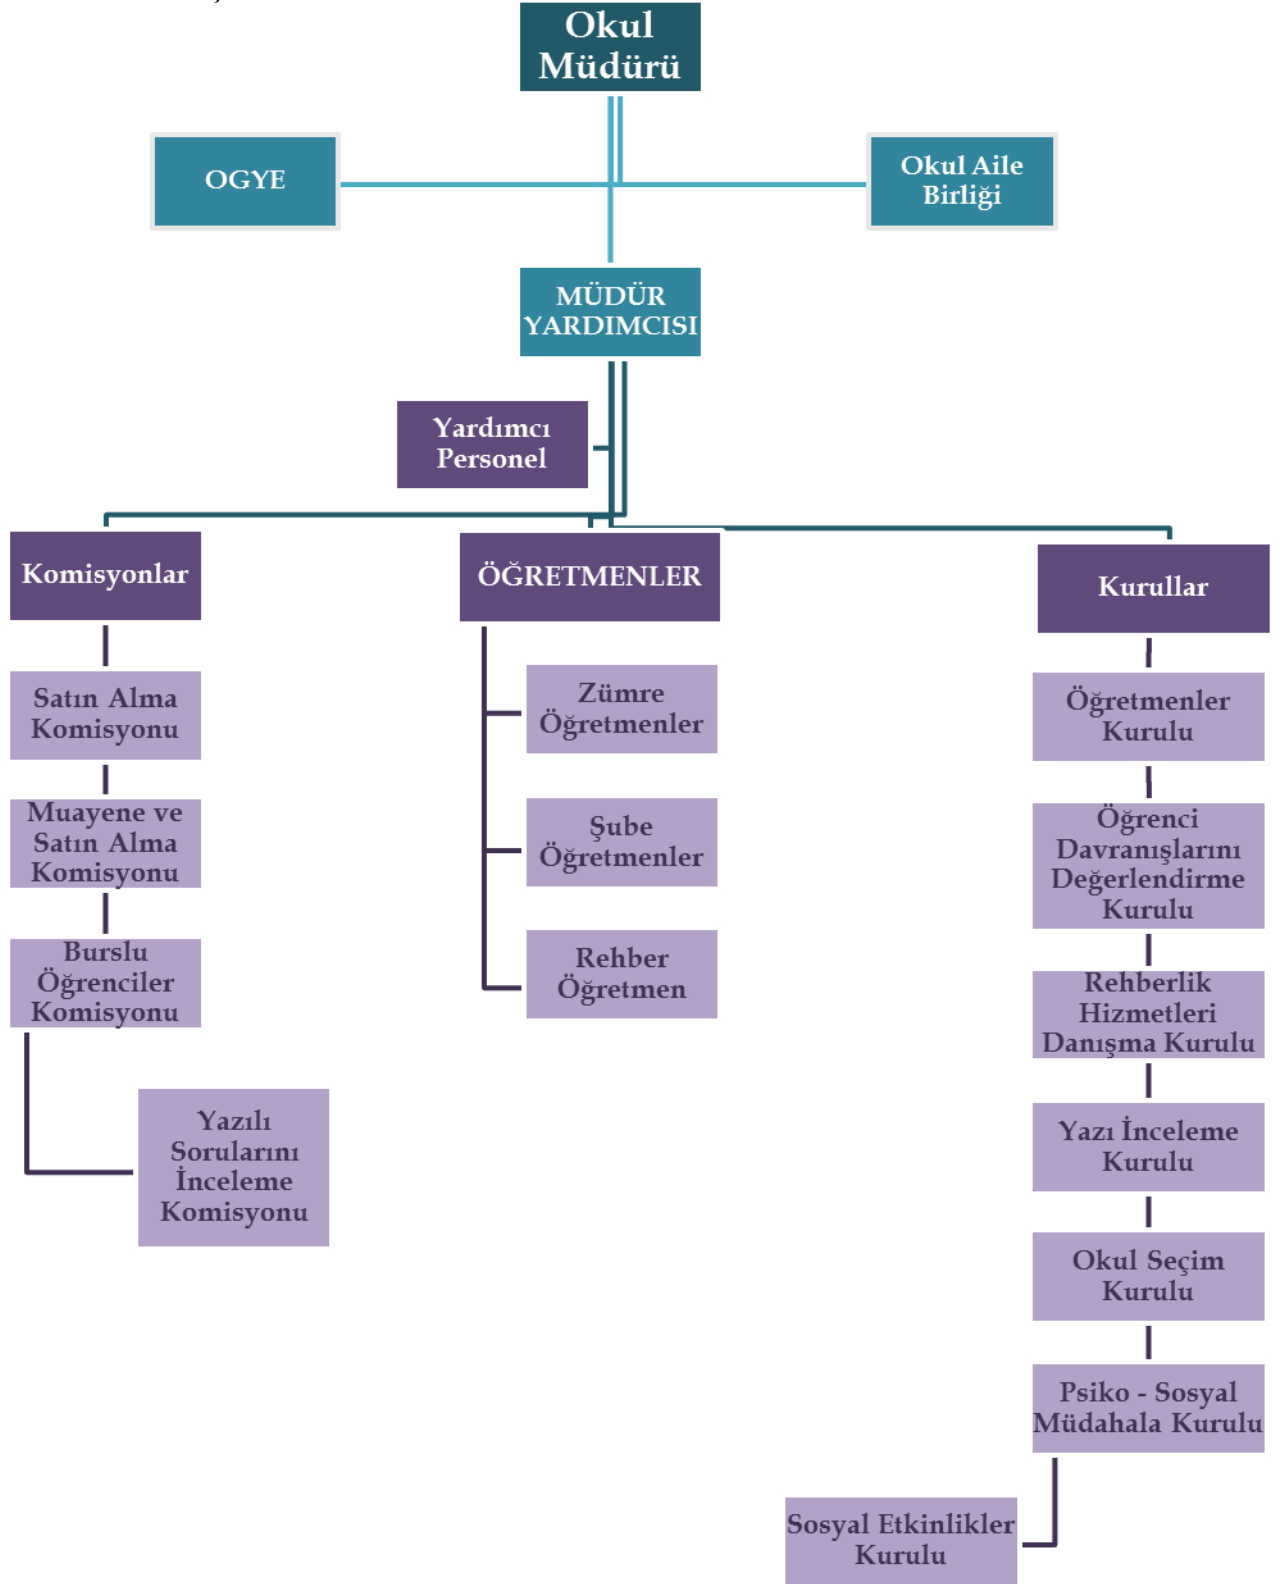 Okul
Müdürü
OGYE
Okul Aile
Birliği
MÜDÜR
YARDIMCISI
Yardımcı
Personel
Komisyonlar
ÖĞRETMENLER
Kurullar
Satın Alma
Komisyonu
Muayene ve
Satın Alma
Komisyonu
Burslu
Öğrenciler
Komisyonu
Yazılı
Sorularını
İnceleme
Komisyonu
Zümre
Öğretmenler
Şube
Öğretmenler
Rehber
Öğretmen
Öğretmenler
Kurulu
Öğrenci
Davranışlarını
Değerlendirme
Kurulu
Rehberlik
Hizmetleri
Danışma Kurulu
Yazı İnceleme
Kurulu
Okul Seçim
Kurulu
Psiko - Sosyal
Müdahala Kurulu
Sosyal Etkinlikler
Kurulu